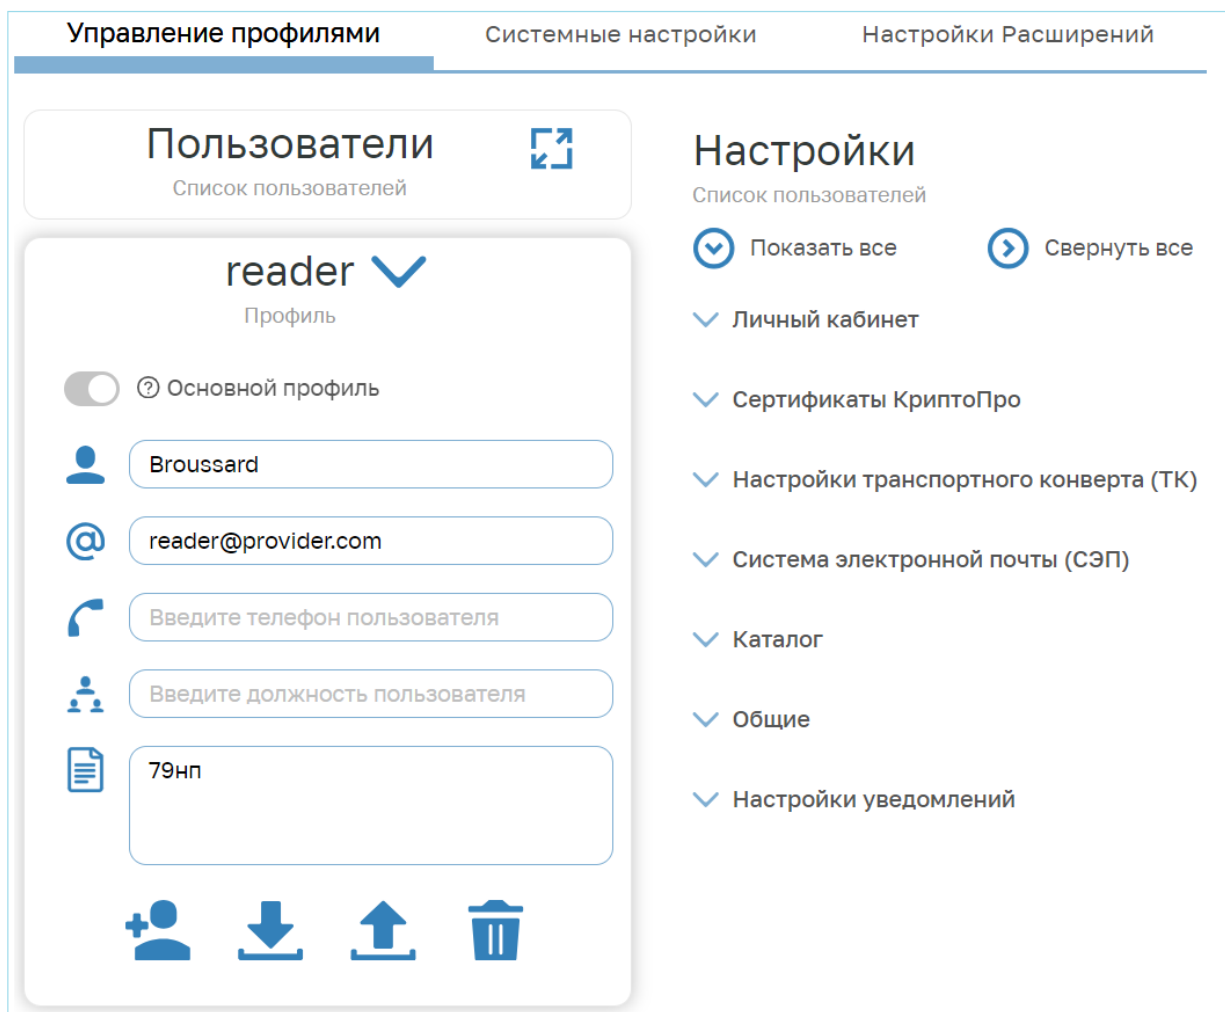 Управление профилями
Системные настройки
Настройки Расширений
Пользователи
Список пользователей
reader
Профиль
Основной профиль
Broussard
reader@provider.com
Введите телефон пользователя
Введите должность пользователя
79нп
Настройки
Список пользователей
Показать все
Свернуть все
Личный кабинет
Сертификаты КриптоПро
Настройки транспортного конверта (ТК)
Система электронной почты (СЭП)
Каталог
Общие
Настройки уведомлений